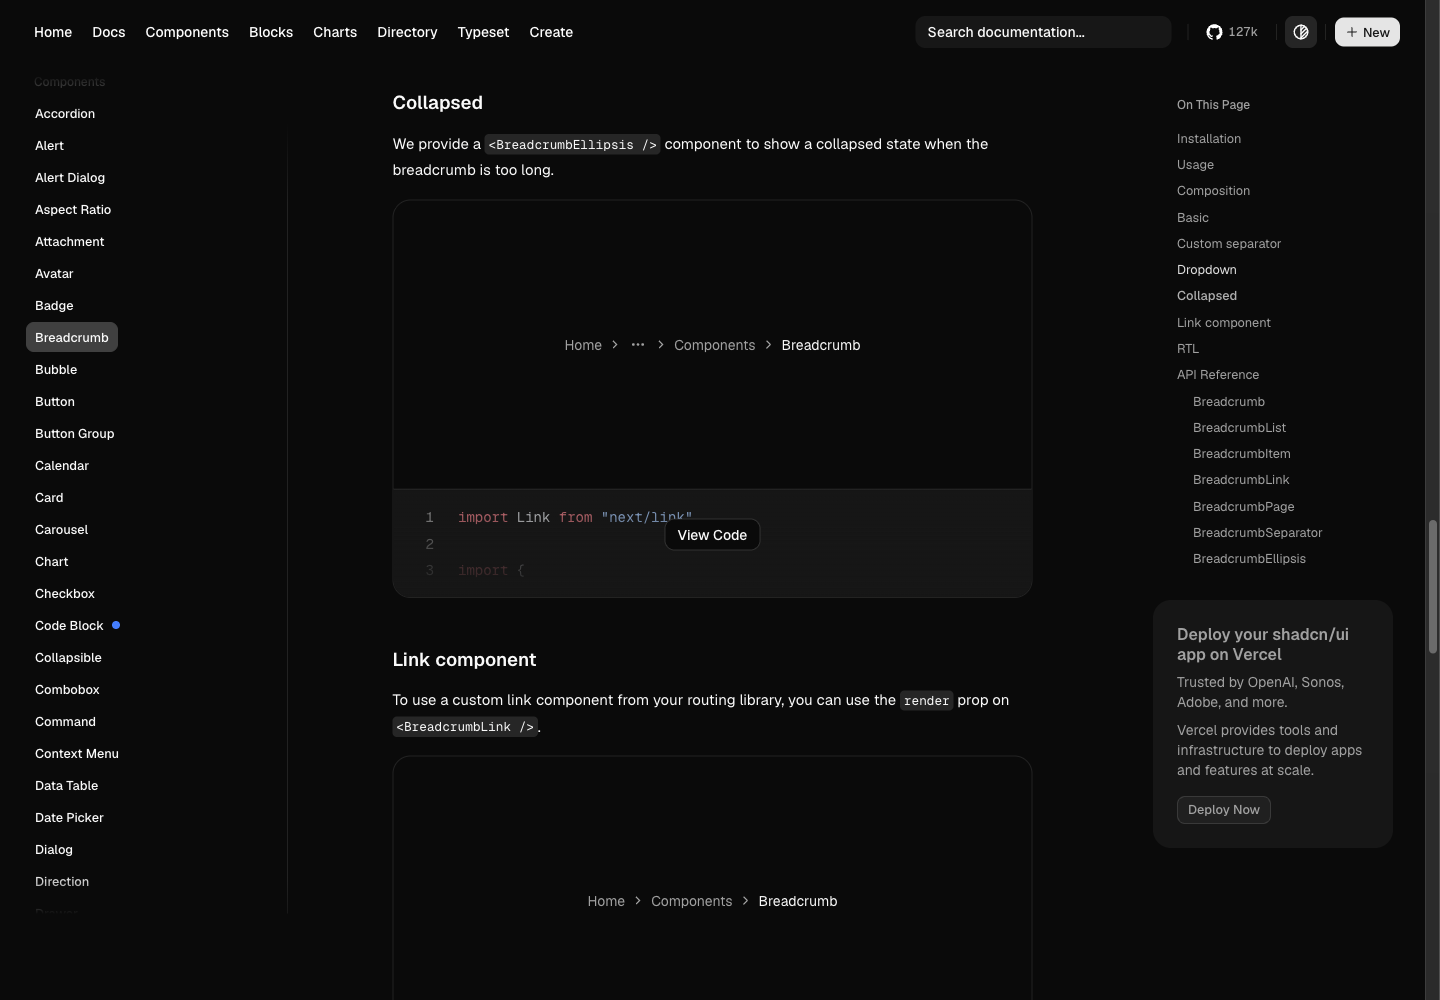 Home Docs Components Blocks Charts Directory Typeset Create
Search documentation...
127k
New
Components
Accordion
Alert
Alert Dialog
Aspect Ratio
Attachment
Avatar
Badge
Breadcrumb
Bubble
Button
Button Group
Calendar
Card
Carousel
Chart
Checkbox
Code Block
Collapsible
Combobox
Command
Context Menu
Data Table
Date Picker
Dialog
Direction
Collapsed
We provide a <BreadcrumbEllipsis /> component to show a collapsed state when the
breadcrumb is too long.
Home > ··· > Components > Breadcrumb
1 import Link from "next/link"
2
3 import {
View Code
Link component
To use a custom link component from your routing library, you can use the render prop on
<BreadcrumbLink />.
Home > Components > Breadcrumb
On This Page
Installation
Usage
Composition
Basic
Custom separator
Dropdown
Collapsed
Link component
RTL
API Reference
Breadcrumb
BreadcrumbList
BreadcrumbItem
BreadcrumbLink
BreadcrumbPage
BreadcrumbSeparator
BreadcrumbEllipsis
Deploy your shadcn/ui
app on Vercel
Trusted by OpenAI, Sonos,
Adobe, and more.
Vercel provides tools and
infrastructure to deploy apps
and features at scale.
Deploy Now